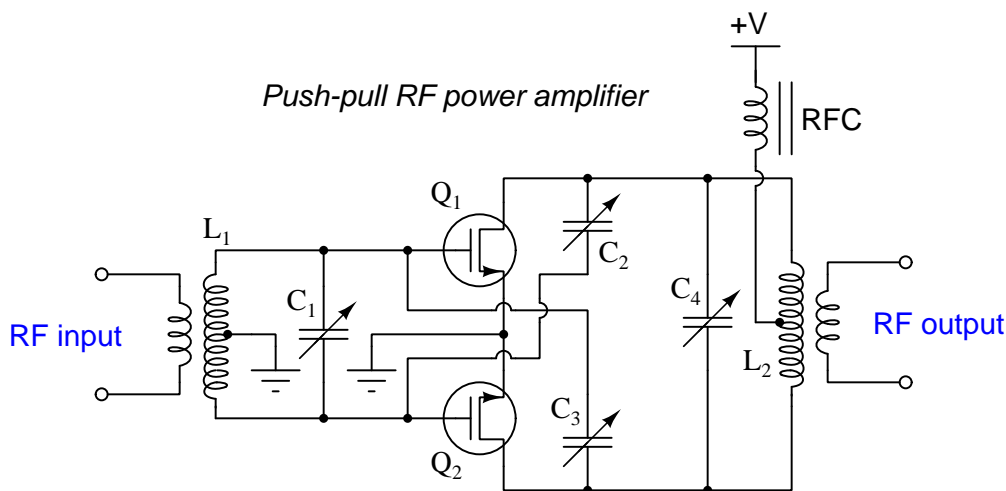 +V
Push-pull RF power amplifier
RFC
Q1
L1
C2
C1
C4
RF input
RF output
L2
C3
Q2